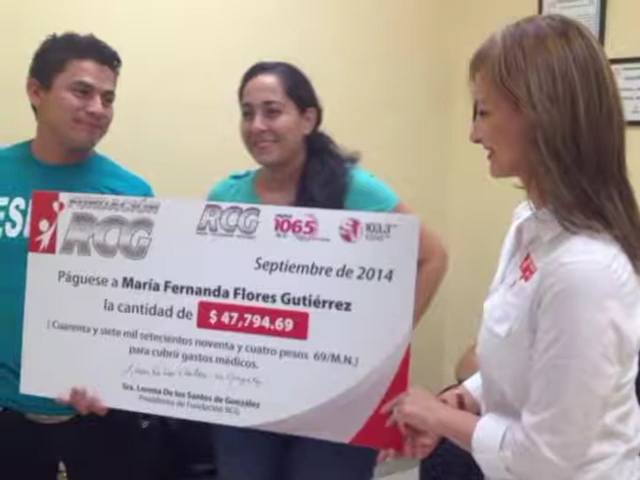 ESI
FUNDACIÓN
RCG
RCG
1065
103.3
Septiembre de 2014
Páguese a María Fernanda Flores Gutiérrez
la cantidad de $ 47,794.69
( Cuarenta y siete mil setecientos noventa y cuatro pesos 69/M.N.)
para cubrir gastos médicos.
Sra. Lorena De los Santos de González
Presidenta de Fundación RCG